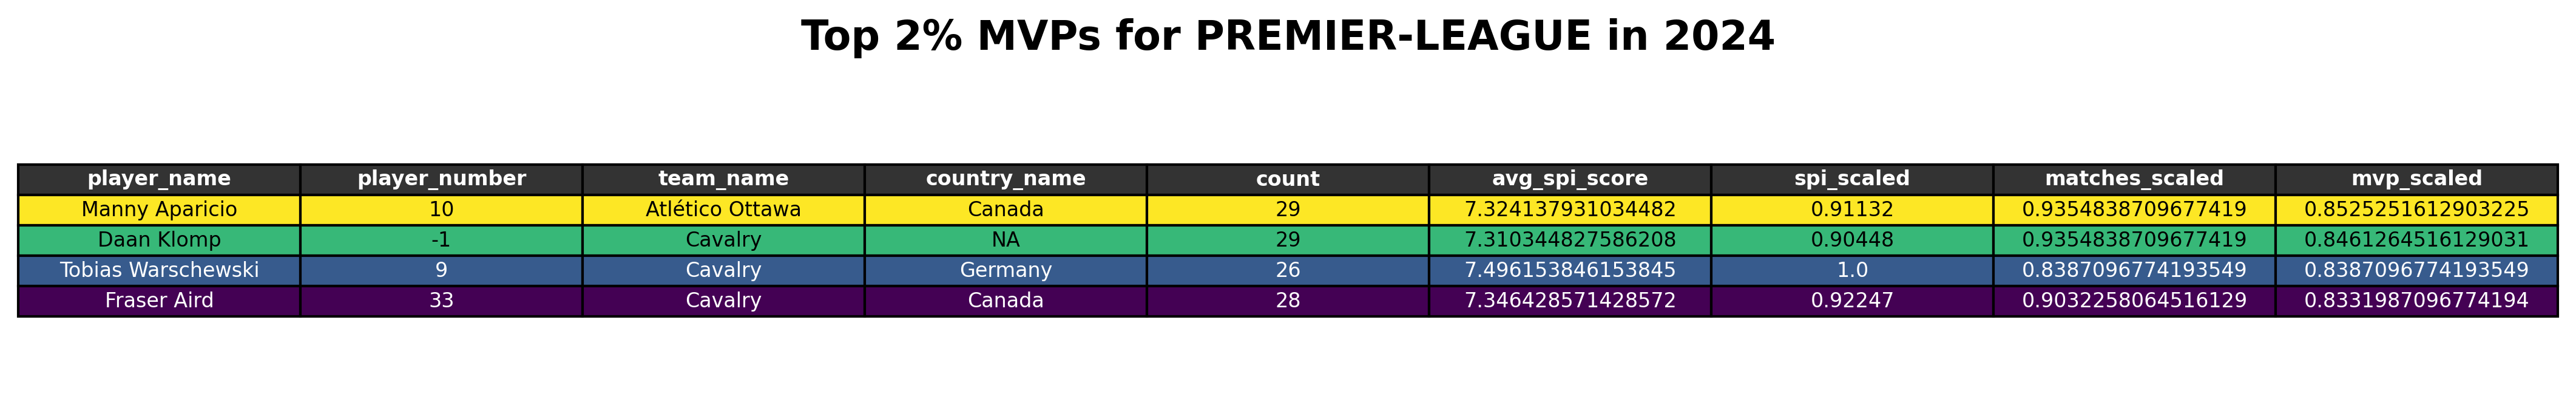 Top 2% MVPs for PREMIER-LEAGUE in 2024
player_name player_number team_name country_name count avg_spi_score spi_scaled matches_scaled mvp_scaled
Manny Aparicio 10 Atlético Ottawa Canada 29 7.324137931034482 0.91132 0.9354838709677419 0.8525251612903225
Daan Klomp -1 Cavalry NA 29 7.310344827586208 0.90448 0.9354838709677419 0.8461264516129031
Tobias Warschewski 9 Cavalry Germany 26 7.496153846153845 1.0 0.8387096774193549 0.8387096774193549
Fraser Aird 33 Cavalry Canada 28 7.346428571428572 0.92247 0.9032258064516129 0.8331987096774194